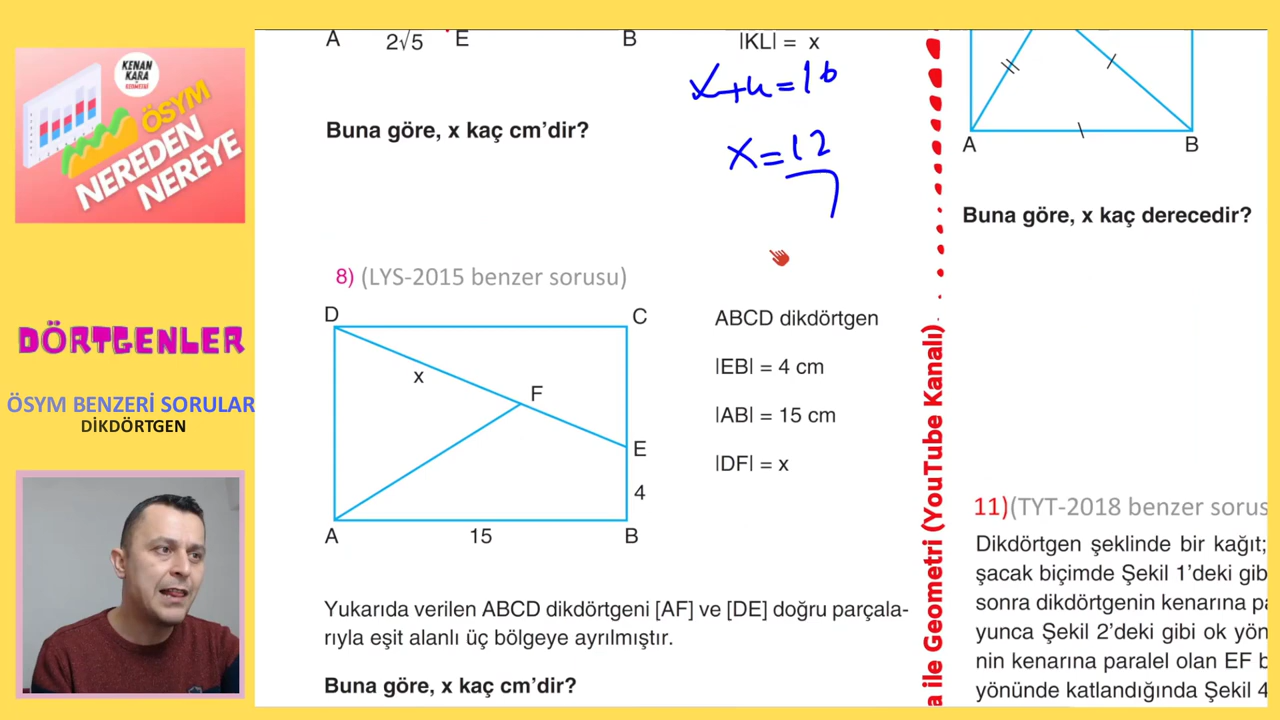 KENAN
KARA
GEOMETRİ
ÖSYM
NEREDEN
NEREYE
DÖRTGENLER
ÖSYM BENZERİ SORULAR
DİKDÖRTGEN
A 2√5 E B
|KL| = x
x+4=16
x=12
Buna göre, x kaç cm’dir?
8) (LYS-2015 benzer sorusu)
D C
x F
E
4
A 15 B
ABCD dikdörtgen
|EB| = 4 cm
|AB| = 15 cm
|DF| = x
Yukarıda verilen ABCD dikdörtgeni [AF] ve [DE] doğru parçala-
rıyla eşit alanlı üç bölgeye ayrılmıştır.
Buna göre, x kaç cm’dir?
a ile Geometri (YouTube Kanalı)
A B
Buna göre, x kaç derecedir?
11)(TYT-2018 benzer sorus
Dikdörtgen şeklinde bir kağıt;
şacak biçimde Şekil 1’deki gib
sonra dikdörtgenin kenarına pa
yunca Şekil 2’deki gibi ok yön
nin kenarına paralel olan EF b
yönünde katlandığında Şekil 4